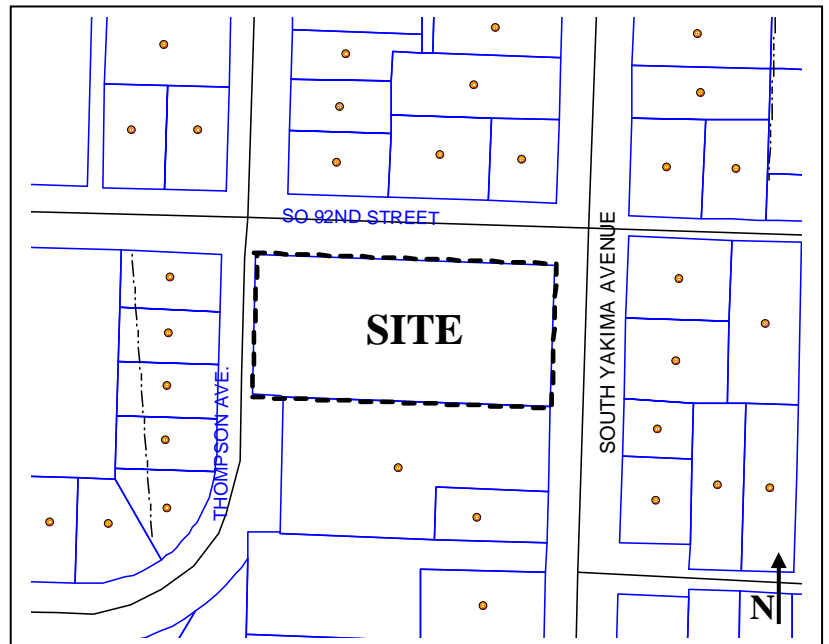 SO 92ND STREET
SOUTH YAKIMA AVENUE
SITE
THOMPSON AVE.
N